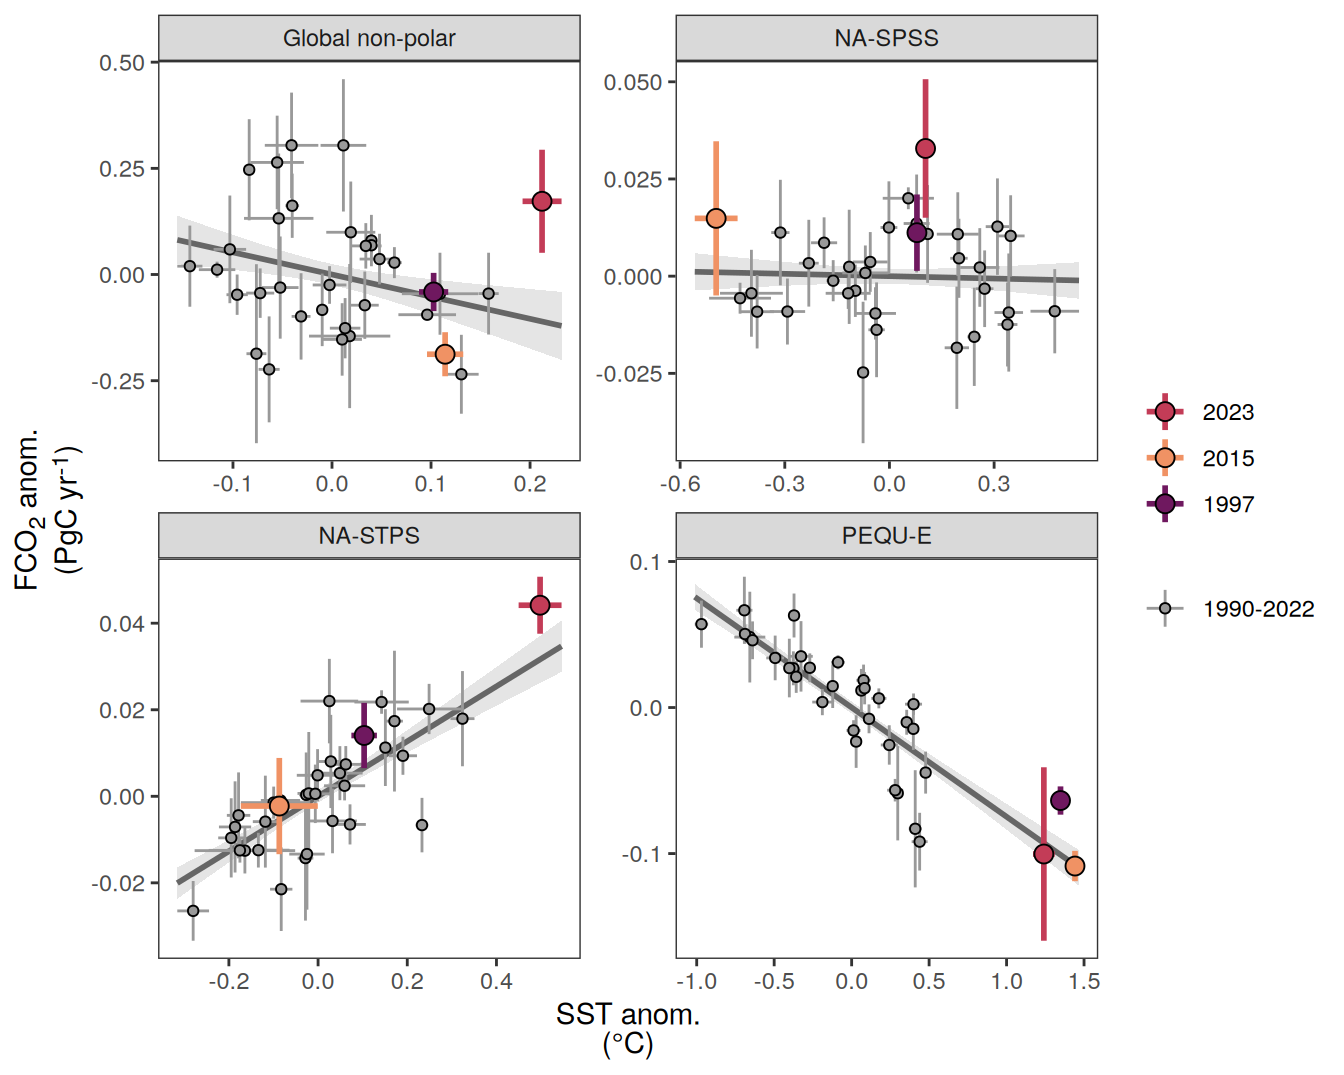 Global non-polar
NA-SPSS
0.50
0.25
0.00
-0.25
0.050
0.025
0.000
-0.025
-0.1 0.0 0.1 0.2
-0.6 -0.3 0.0 0.3
NA-STPS
PEQU-E
0.04
0.02
0.00
-0.02
0.1
0.0
-0.1
-0.2 0.0 0.2 0.4
-1.0 -0.5 0.0 0.5 1.0 1.5
FCO₂ anom.
(PgC yr⁻¹)
SST anom.
(°C)
2023
2015
1997
1990-2022